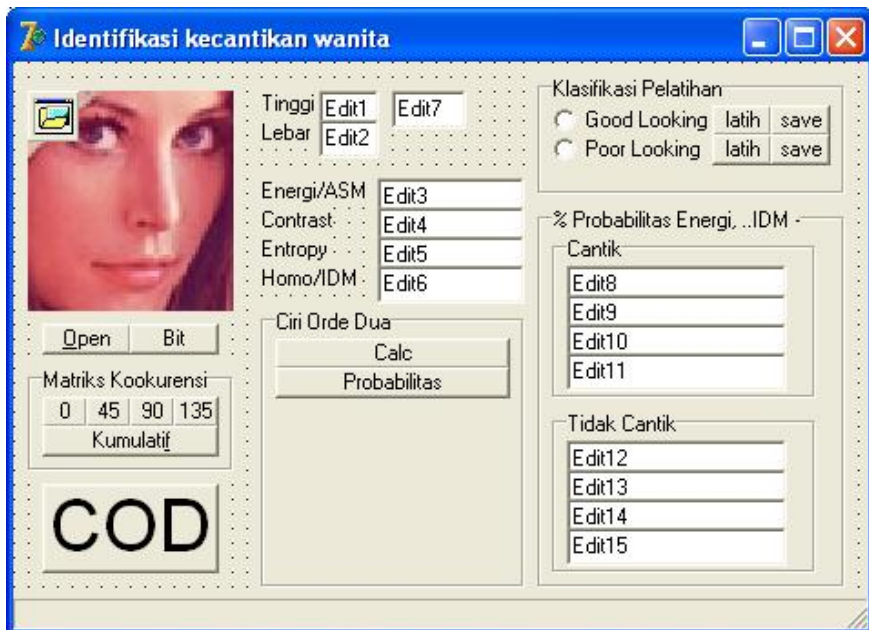 Identifikasi kecantikan wanita
Tinggi Edit1 Edit7
Lebar Edit2
Energi/ASM Edit3
Contrast Edit4
Entropy Edit5
Homo/IDM Edit6
Open Bit
Matriks Kookurensi
0 45 90 135
Kumulatif
COD
Ciri Orde Dua
Calc
Probabilitas
Klasifikasi Pelatihan
Good Looking latih save
Poor Looking latih save
% Probabilitas Energi, ..IDM -
Cantik
Edit8
Edit9
Edit10
Edit11
Tidak Cantik
Edit12
Edit13
Edit14
Edit15